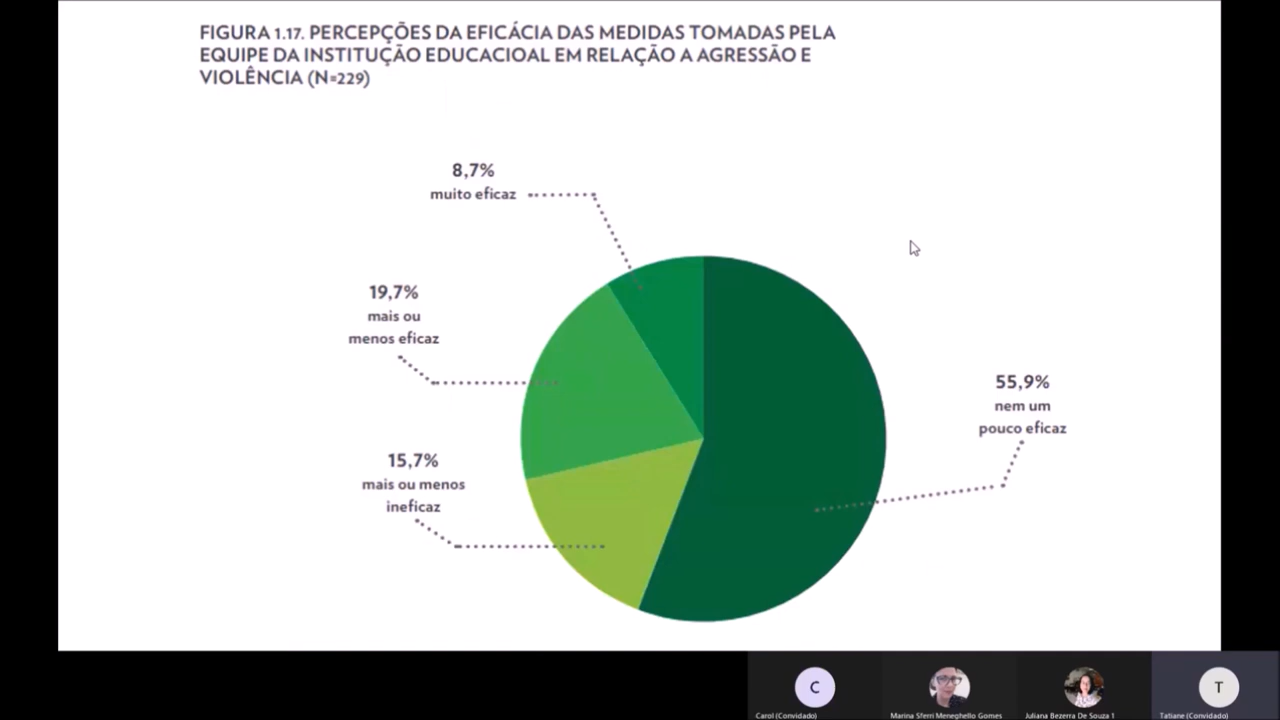 FIGURA 1.17. PERCEPÇÕES DA EFICÁCIA DAS MEDIDAS TOMADAS PELA
EQUIPE DA INSTITUÇÃO EDUCACIOAL EM RELAÇÃO A AGRESSÃO E
VIOLÊNCIA (N=229)
8,7%
muito eficaz
19,7%
mais ou
menos eficaz
55,9%
nem um
pouco eficaz
15,7%
mais ou menos
ineficaz
C
T
Carol (Convidado)
Marina Sferri Meneghello Gomes
Juliana Bezerra De Souza 1
Tatiane (Convidado)